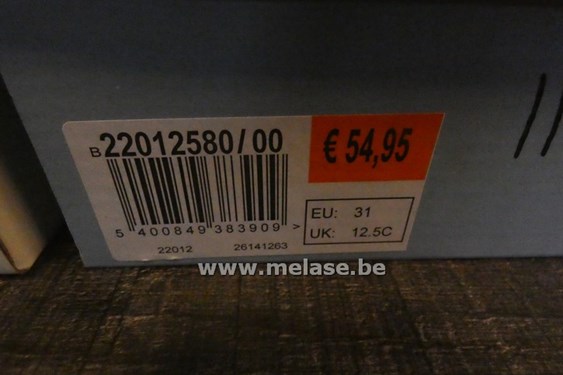 B22012580/00
€ 54,95
5 400849 383909 >
EU: 31
UK: 12.5C
22012 26141263
www.melase.be